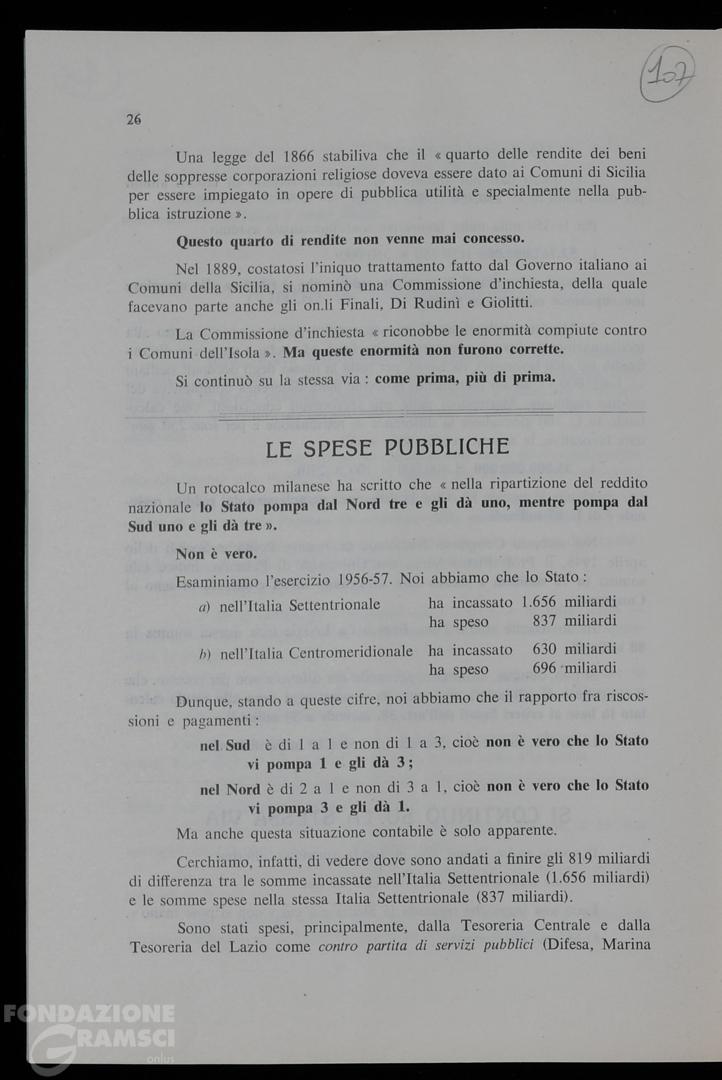 107
26
Una legge del 1866 stabiliva che il « quarto delle rendite dei beni
delle soppresse corporazioni religiose doveva essere dato ai Comuni di Sicilia
per essere impiegato in opere di pubblica utilità e specialmente nella pub-
blica istruzione ».
Questo quarto di rendite non venne mai concesso.
Nel 1889, costatosi l'iniquo trattamento fatto dal Governo italiano ai
Comuni della Sicilia, si nominò una Commissione d'inchiesta, della quale
facevano parte anche gli on.li Finali, Di Rudinì e Giolitti.
La Commissione d'inchiesta « riconobbe le enormità compiute contro
i Comuni dell'Isola ». Ma queste enormità non furono corrette.
Si continuò su la stessa via : come prima, più di prima.
LE SPESE PUBBLICHE
Un rotocalco milanese ha scritto che « nella ripartizione del reddito
nazionale lo Stato pompa dal Nord tre e gli dà uno, mentre pompa dal
Sud uno e gli dà tre ».
Non è vero.
Esaminiamo l'esercizio 1956-57. Noi abbiamo che lo Stato :
a) nell'Italia Settentrionale ha incassato 1.656 miliardi
ha speso 837 miliardi
b) nell'Italia Centromeridionale ha incassato 630 miliardi
ha speso 696 miliardi
Dunque, stando a queste cifre, noi abbiamo che il rapporto fra riscos-
sioni e pagamenti :
nel Sud è di 1 a 1 e non di 1 a 3, cioè non è vero che lo Stato
vi pompa 1 e gli dà 3 ;
nel Nord è di 2 a 1 e non di 3 a 1, cioè non è vero che lo Stato
vi pompa 3 e gli dà 1.
Ma anche questa situazione contabile è solo apparente.
Cerchiamo, infatti, di vedere dove sono andati a finire gli 819 miliardi
di differenza tra le somme incassate nell'Italia Settentrionale (1.656 miliardi)
e le somme spese nella stessa Italia Settentrionale (837 miliardi).
Sono stati spesi, principalmente, dalla Tesoreria Centrale e dalla
Tesoreria del Lazio come contro partita di servizi pubblici (Difesa, Marina
FONDAZIONE
GRAMSCI
onlus